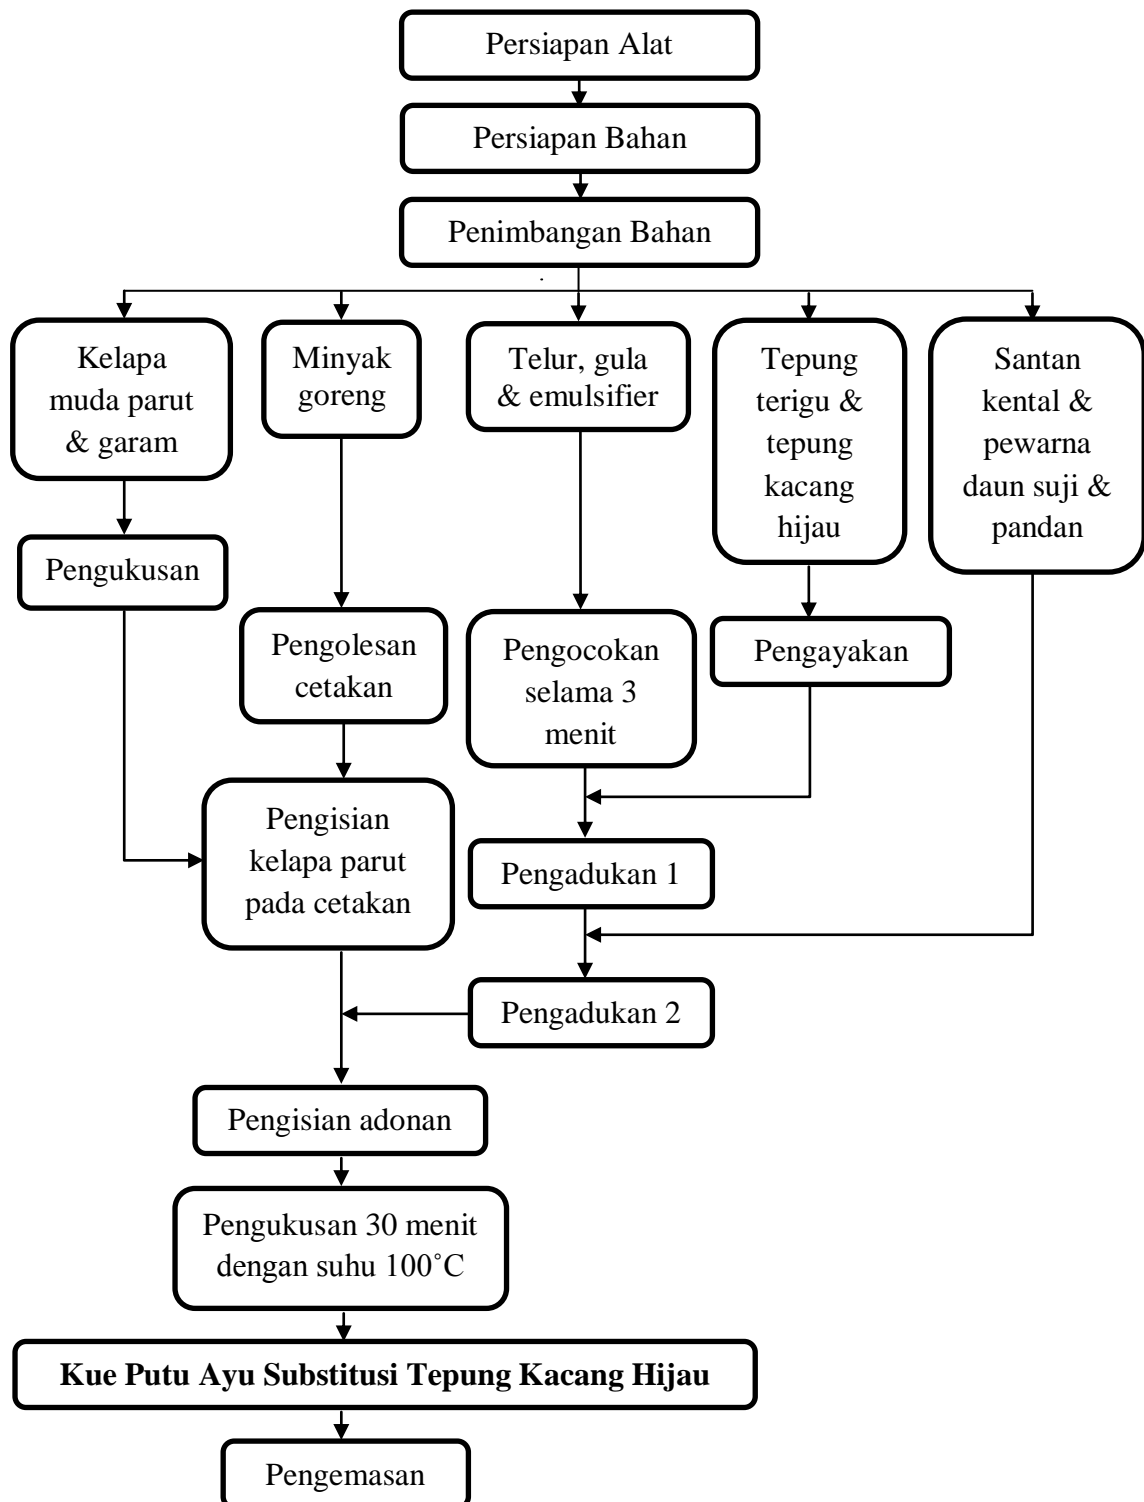 Persiapan Alat
Persiapan Bahan
Penimbangan Bahan
Kelapa
muda parut
& garam
Minyak
goreng
Telur, gula
& emulsifier
Tepung
terigu &
tepung
kacang
hijau
Santan
kental &
pewarna
daun suji &
pandan
Pengukusan
Pengolesan
cetakan
Pengocokan
selama 3
menit
Pengayakan
Pengisian
kelapa parut
pada cetakan
Pengadukan 1
Pengadukan 2
Pengisian adonan
Pengukusan 30 menit
dengan suhu 100˚C
Kue Putu Ayu Substitusi Tepung Kacang Hijau
Pengemasan